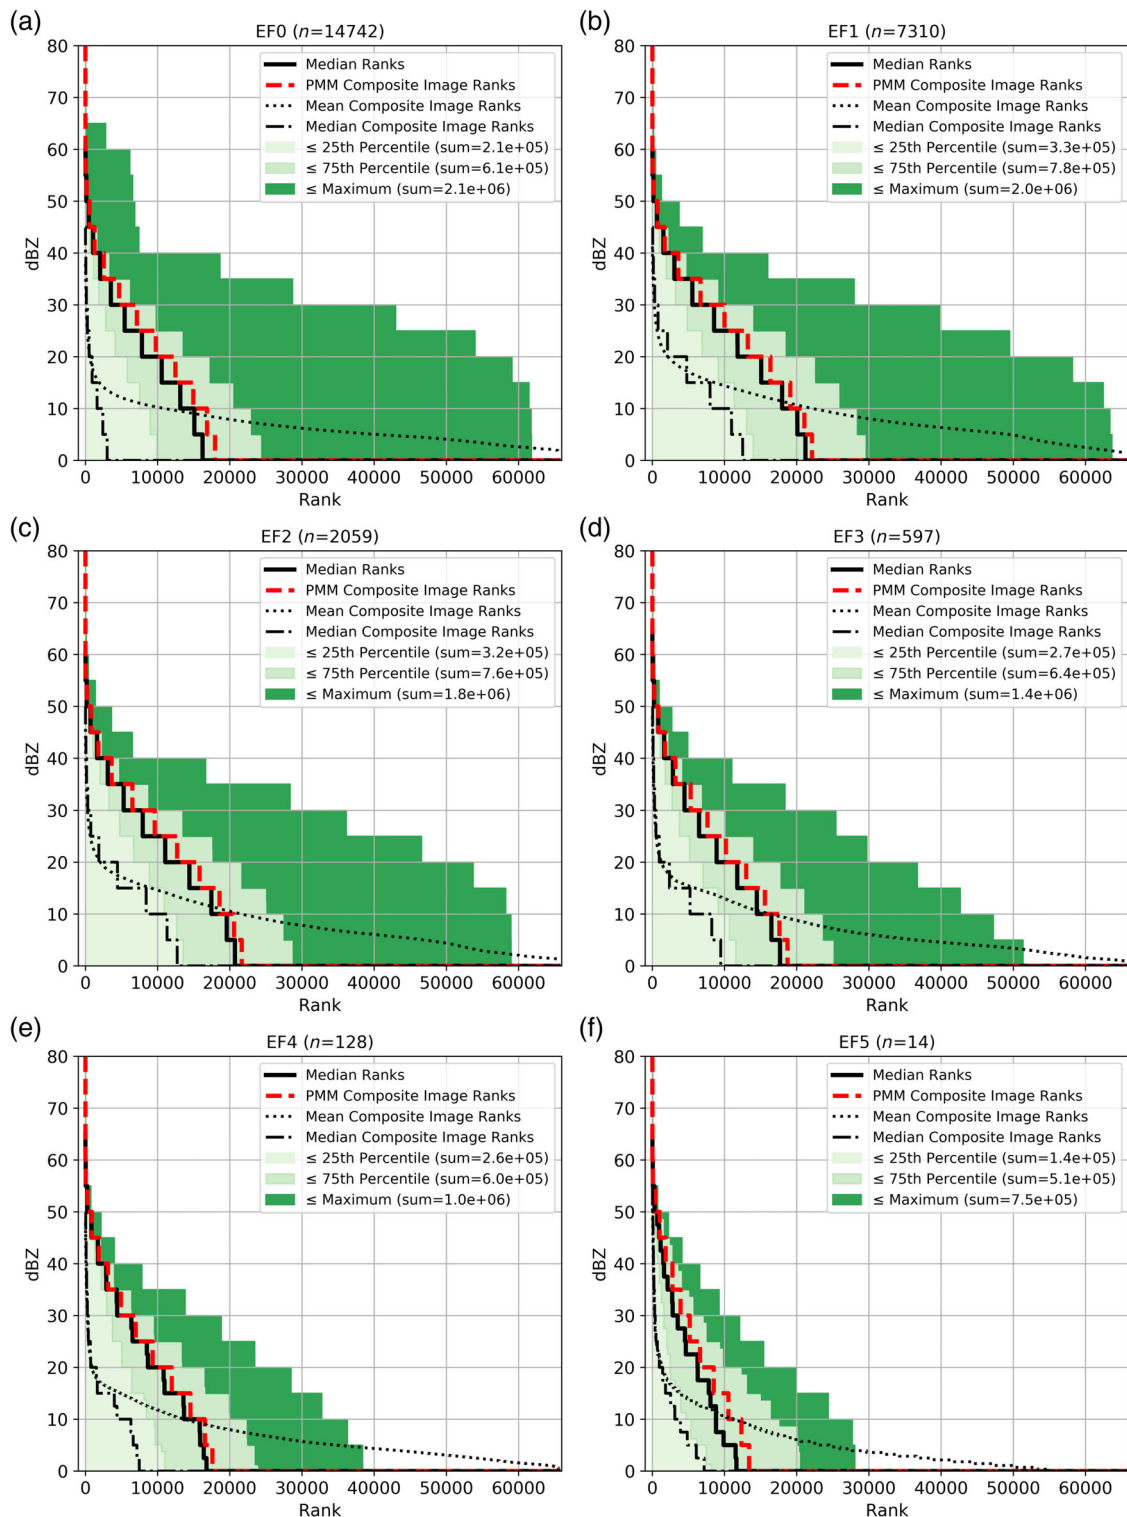 (a)
EF0 (n=14742)
80
70
60
50
40
30
20
10
0
dBZ
Median Ranks
PMM Composite Image Ranks
Mean Composite Image Ranks
Median Composite Image Ranks
≤ 25th Percentile (sum=2.1e+05)
≤ 75th Percentile (sum=6.1e+05)
≤ Maximum (sum=2.1e+06)
0 10000 20000 30000 40000 50000 60000
Rank
(b)
EF1 (n=7310)
80
70
60
50
40
30
20
10
0
dBZ
Median Ranks
PMM Composite Image Ranks
Mean Composite Image Ranks
Median Composite Image Ranks
≤ 25th Percentile (sum=3.3e+05)
≤ 75th Percentile (sum=7.8e+05)
≤ Maximum (sum=2.0e+06)
0 10000 20000 30000 40000 50000 60000
Rank
(c)
EF2 (n=2059)
80
70
60
50
40
30
20
10
0
dBZ
Median Ranks
PMM Composite Image Ranks
Mean Composite Image Ranks
Median Composite Image Ranks
≤ 25th Percentile (sum=3.2e+05)
≤ 75th Percentile (sum=7.6e+05)
≤ Maximum (sum=1.8e+06)
0 10000 20000 30000 40000 50000 60000
Rank
(d)
EF3 (n=597)
80
70
60
50
40
30
20
10
0
dBZ
Median Ranks
PMM Composite Image Ranks
Mean Composite Image Ranks
Median Composite Image Ranks
≤ 25th Percentile (sum=2.7e+05)
≤ 75th Percentile (sum=6.4e+05)
≤ Maximum (sum=1.4e+06)
0 10000 20000 30000 40000 50000 60000
Rank
(e)
EF4 (n=128)
80
70
60
50
40
30
20
10
0
dBZ
Median Ranks
PMM Composite Image Ranks
Mean Composite Image Ranks
Median Composite Image Ranks
≤ 25th Percentile (sum=2.6e+05)
≤ 75th Percentile (sum=6.0e+05)
≤ Maximum (sum=1.0e+06)
0 10000 20000 30000 40000 50000 60000
Rank
(f)
EF5 (n=14)
80
70
60
50
40
30
20
10
0
dBZ
Median Ranks
PMM Composite Image Ranks
Mean Composite Image Ranks
Median Composite Image Ranks
≤ 25th Percentile (sum=1.4e+05)
≤ 75th Percentile (sum=5.1e+05)
≤ Maximum (sum=7.5e+05)
0 10000 20000 30000 40000 50000 60000
Rank